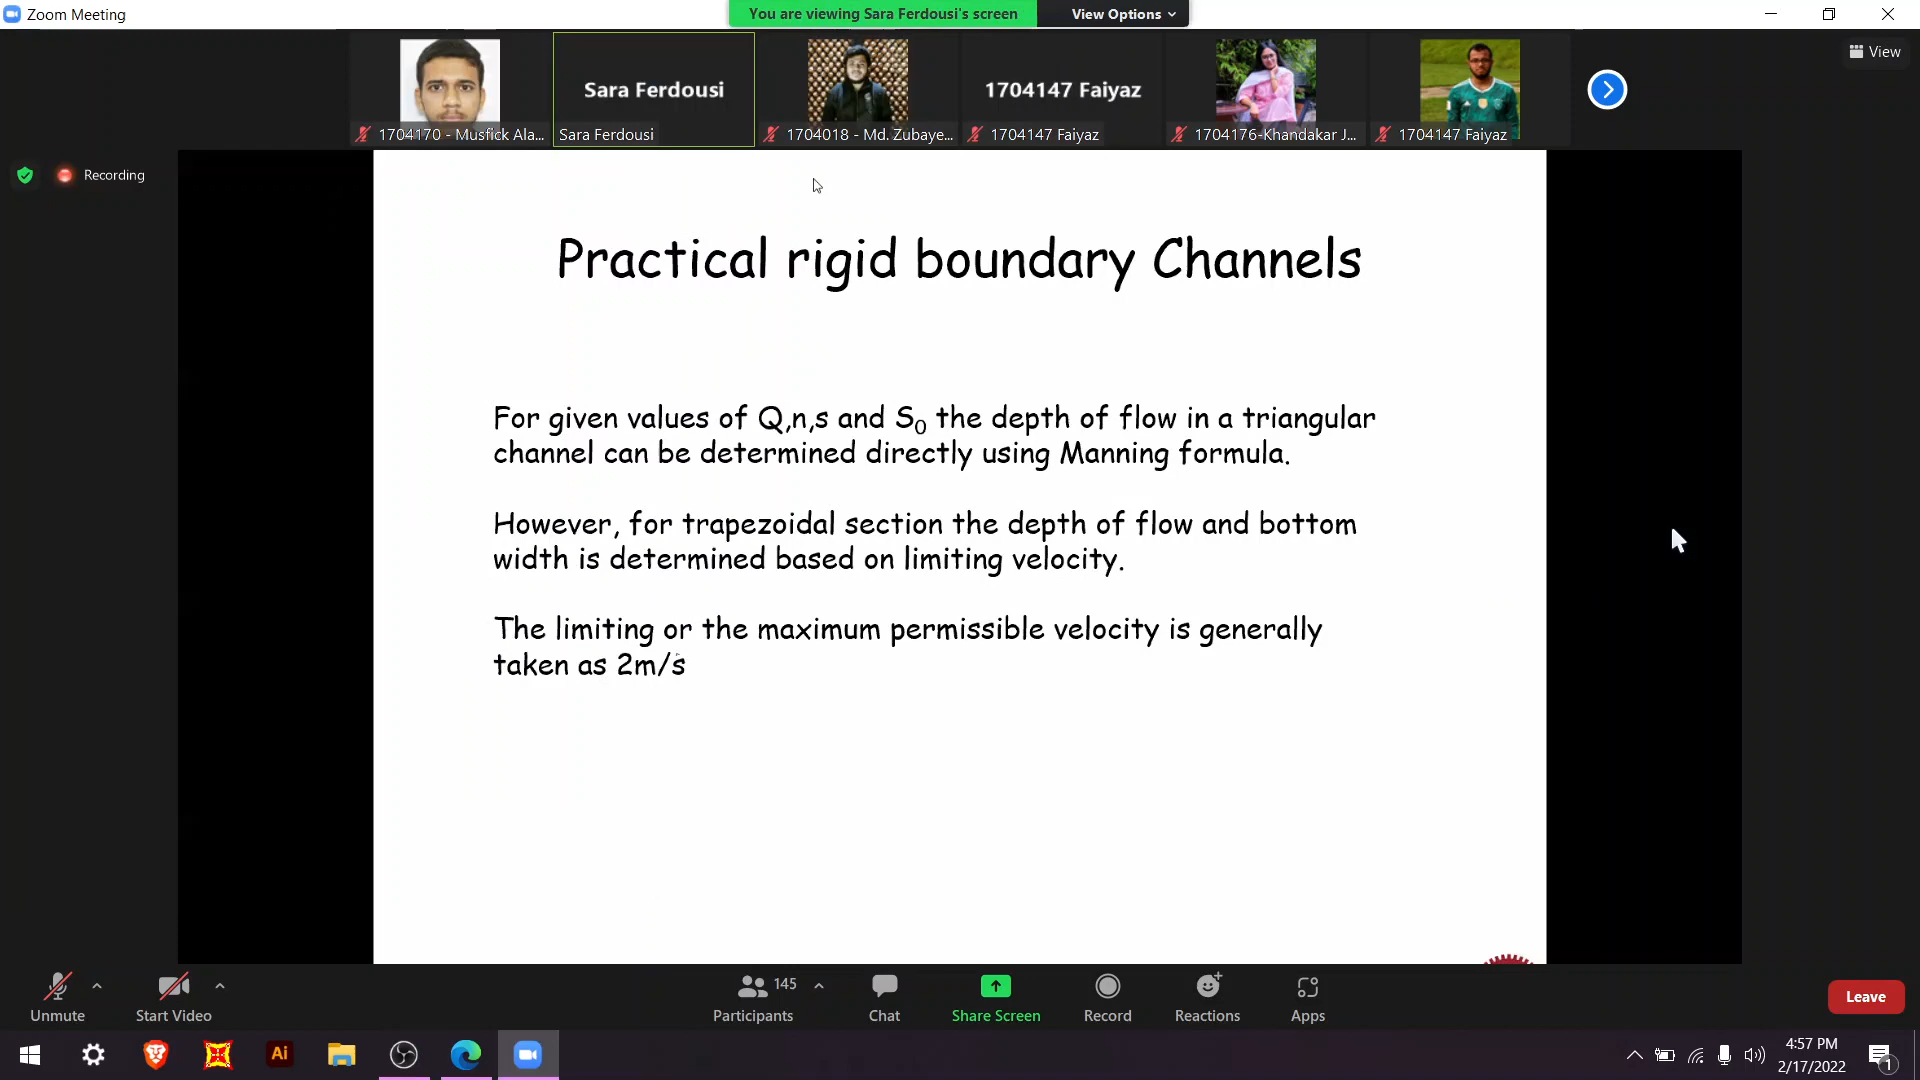 Zoom Meeting
You are viewing Sara Ferdousi's screen
View Options
View
Sara Ferdousi
1704147 Faiyaz
1704170 - Musfick Ala...
Sara Ferdousi
1704018 - Md. Zubaye...
1704147 Faiyaz
1704176-Khandakar J...
1704147 Faiyaz
Recording
Practical rigid boundary Channels
For given values of Q,n,s and S₀ the depth of flow in a triangular
channel can be determined directly using Manning formula.
However, for trapezoidal section the depth of flow and bottom
width is determined based on limiting velocity.
The limiting or the maximum permissible velocity is generally
taken as 2m/s
Unmute
Start Video
145
Participants
Chat
Share Screen
Record
Reactions
Apps
Leave
Ai
4:57 PM
2/17/2022
1